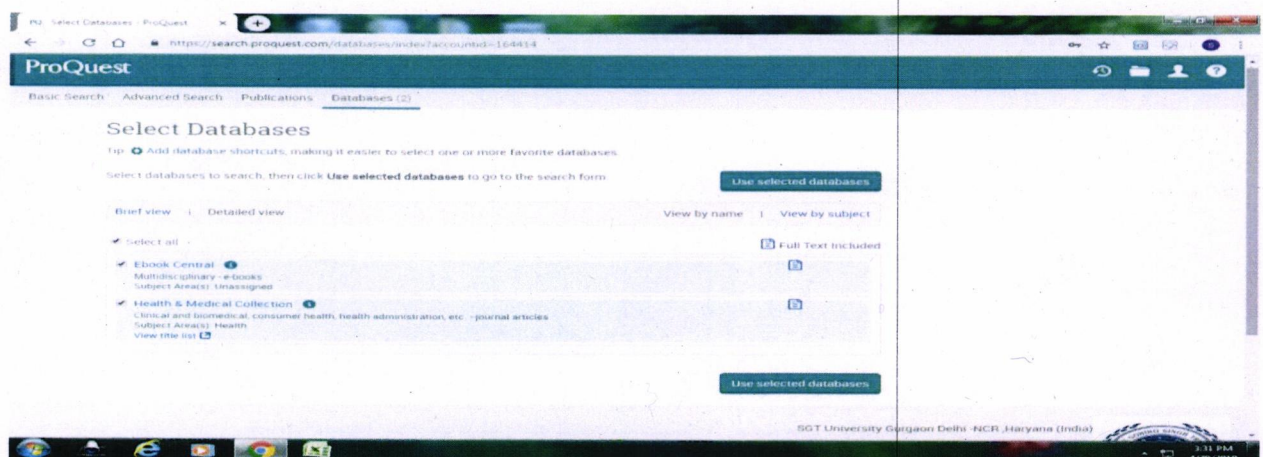 Select Databases - ProQuest
https://search.proquest.com/databases/index?accountid=164414
ProQuest
Basic Search Advanced Search Publications Databases (2)
Select Databases
Tip: Add database shortcuts, making it easier to select one or more favorite databases.
Select databases to search, then click Use selected databases to go to the search form.
Use selected databases
Brief view | Detailed view View by name | View by subject
Select all Full Text Included
Ebook Central
Multidisciplinary - e-books
Subject Area(s): Unassigned
Health & Medical Collection
Clinical and biomedical, consumer health, health administration, etc. - journal articles
Subject Area(s): Health
View title list
Use selected databases
SGT University Gurgaon Delhi -NCR ,Haryana (India)
3:31 PM